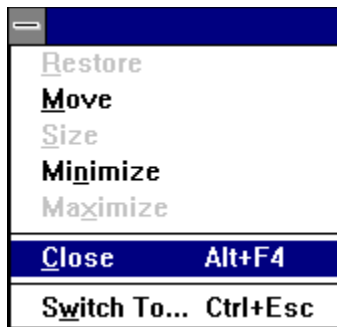 Restore
Move
Size
Minimize
Maximize
Close Alt+F4
Switch To... Ctrl+Esc